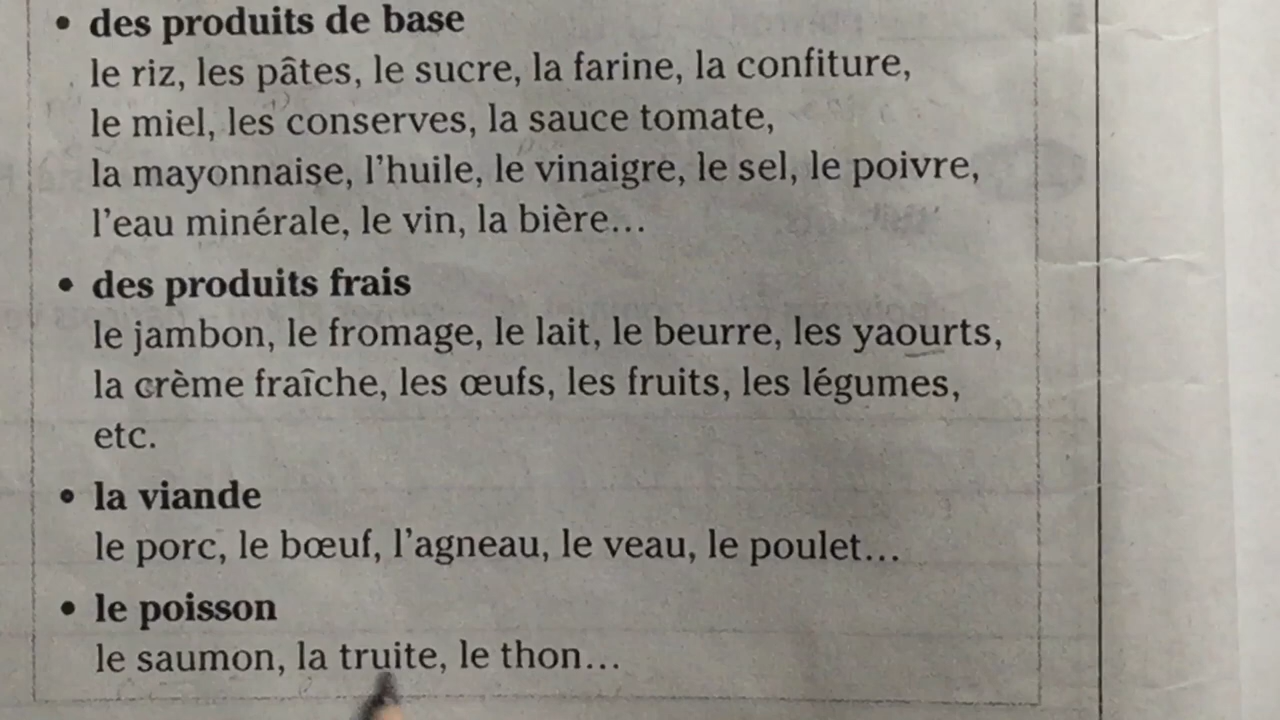 • des produits de base
le riz, les pâtes, le sucre, la farine, la confiture,
le miel, les conserves, la sauce tomate,
la mayonnaise, l’huile, le vinaigre, le sel, le poivre,
l’eau minérale, le vin, la bière…
• des produits frais
le jambon, le fromage, le lait, le beurre, les yaourts,
la crème fraîche, les œufs, les fruits, les légumes,
etc.
• la viande
le porc, le bœuf, l’agneau, le veau, le poulet…
• le poisson
le saumon, la truite, le thon…